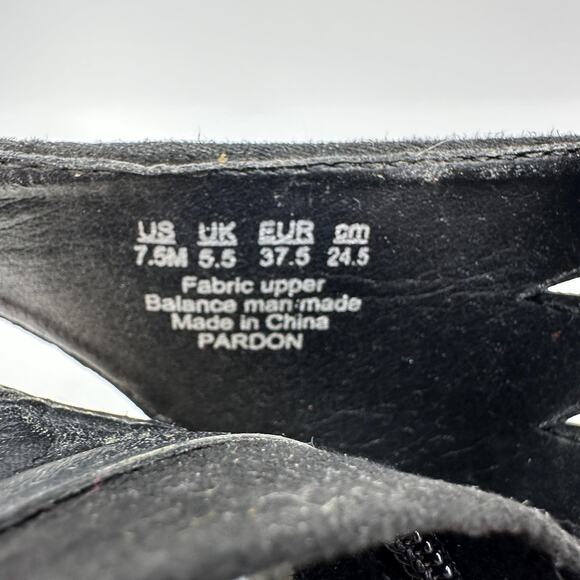 US UK EUR cm
7.5M 5.5 37.5 24.5
Fabric upper
Balance man made
Made in China
PARDON